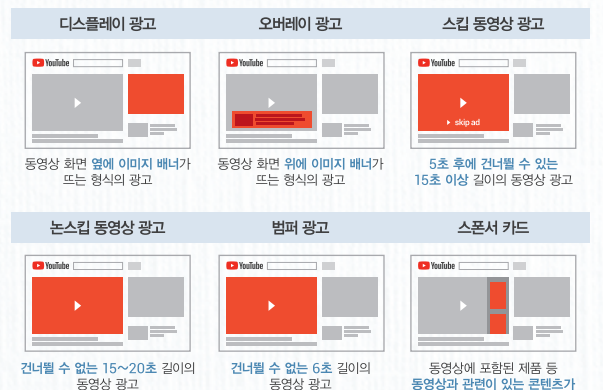 디스플레이 광고
오버레이 광고
스킵 동영상 광고
YouTube
YouTube
YouTube
skip ad
동영상 화면 옆에 이미지 배너가
뜨는 형식의 광고
동영상 화면 위에 이미지 배너가
뜨는 형식의 광고
5초 후에 건너뛸 수 있는
15초 이상 길이의 동영상 광고
논스킵 동영상 광고
범퍼 광고
스폰서 카드
YouTube
YouTube
YouTube
건너뛸 수 없는 15~20초 길이의
동영상 광고
건너뛸 수 없는 6초 길이의
동영상 광고
동영상에 포함된 제품 등
동영상과 관련이 있는 콘텐츠가